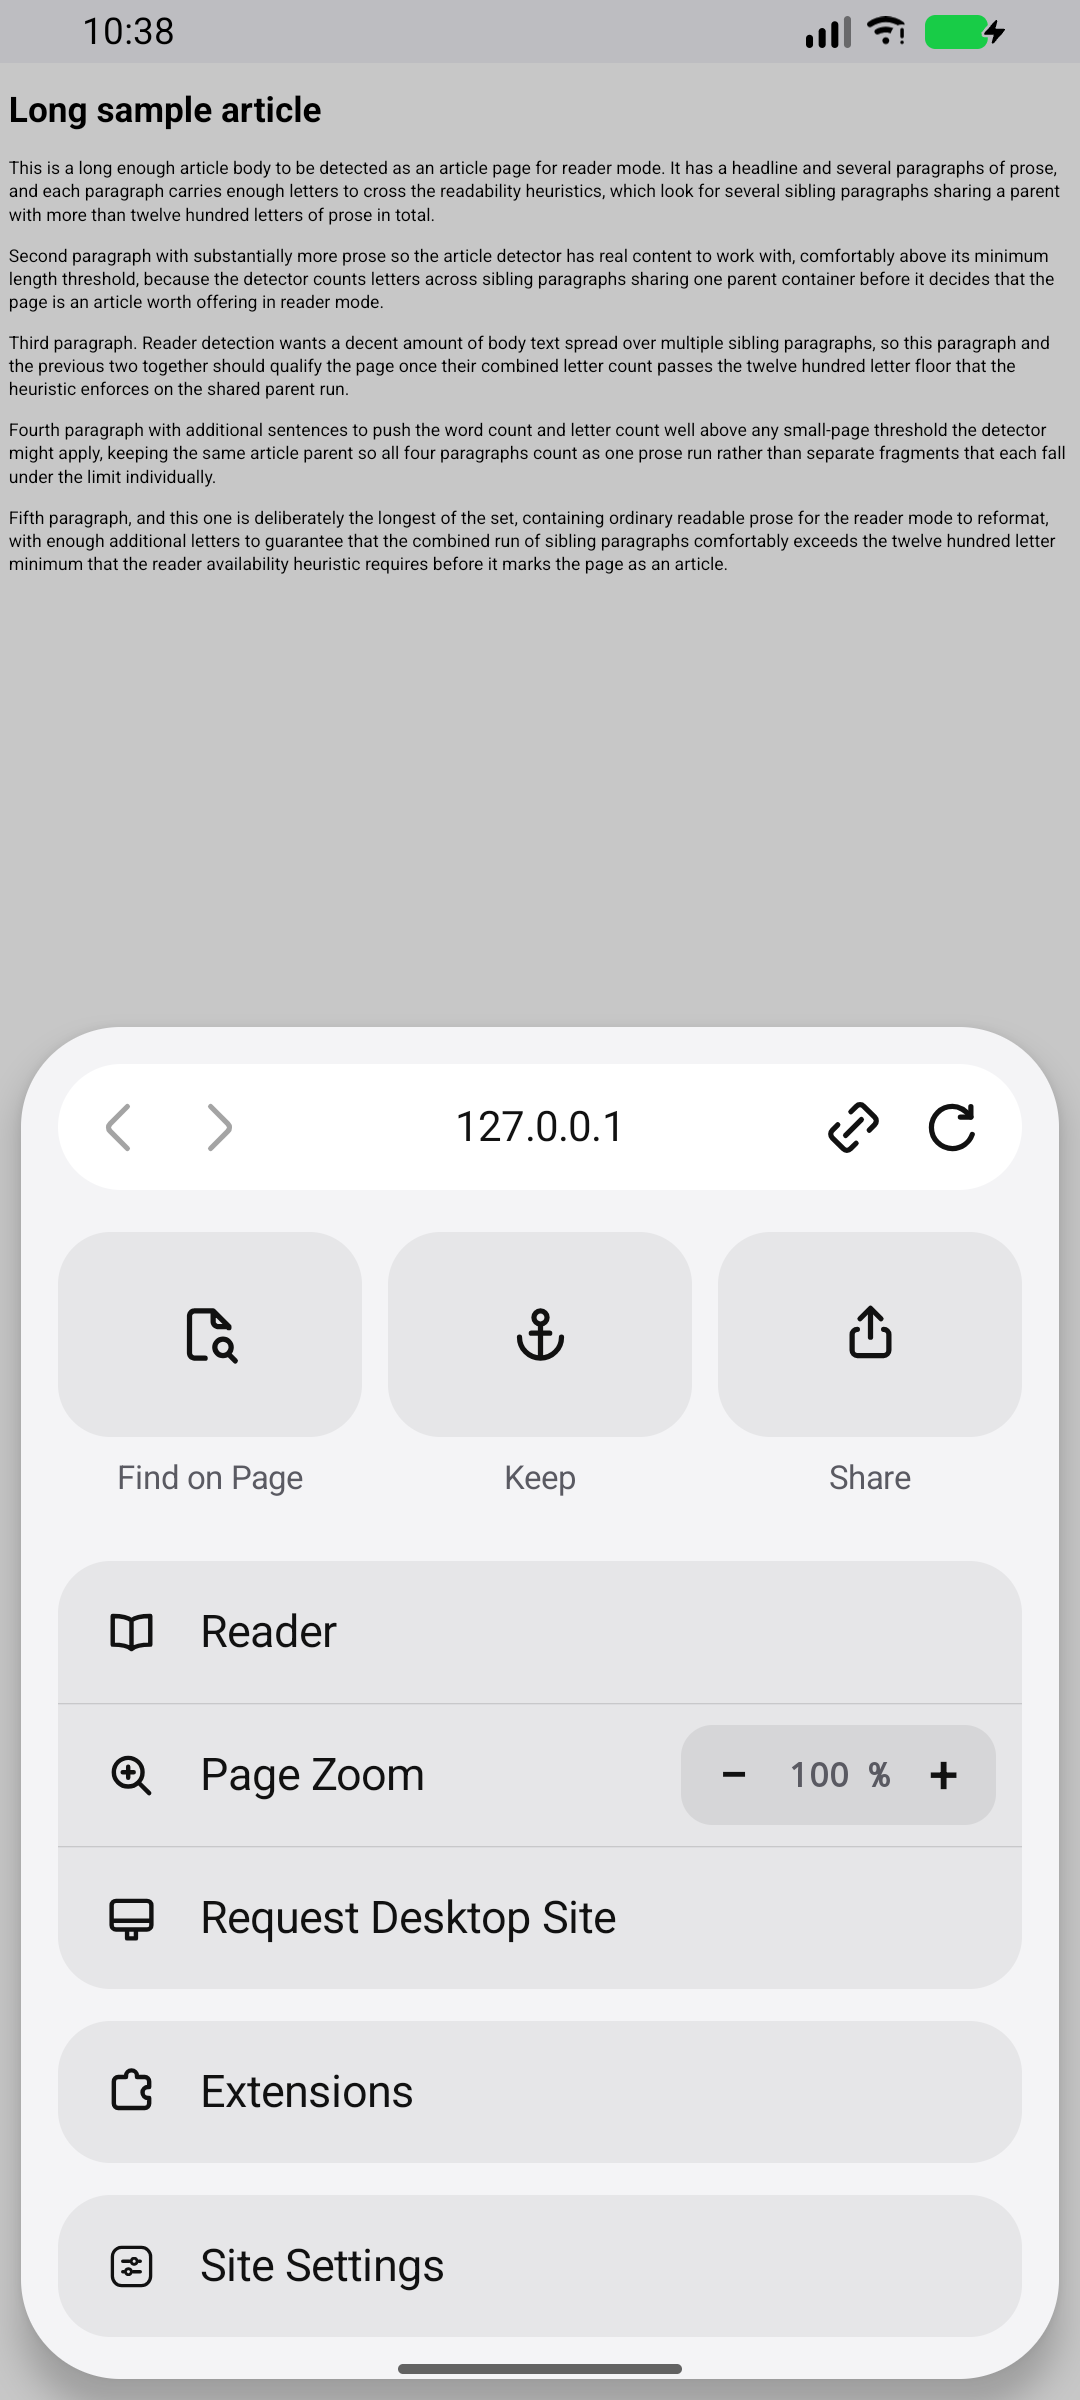 10:38
Long sample article
This is a long enough article body to be detected as an article page for reader mode. It has a headline and several paragraphs of prose,
and each paragraph carries enough letters to cross the readability heuristics, which look for several sibling paragraphs sharing a parent
with more than twelve hundred letters of prose in total.
Second paragraph with substantially more prose so the article detector has real content to work with, comfortably above its minimum
length threshold, because the detector counts letters across sibling paragraphs sharing one parent container before it decides that the
page is an article worth offering in reader mode.
Third paragraph. Reader detection wants a decent amount of body text spread over multiple sibling paragraphs, so this paragraph and
the previous two together should qualify the page once their combined letter count passes the twelve hundred letter floor that the
heuristic enforces on the shared parent run.
Fourth paragraph with additional sentences to push the word count and letter count well above any small-page threshold the detector
might apply, keeping the same article parent so all four paragraphs count as one prose run rather than separate fragments that each fall
under the limit individually.
Fifth paragraph, and this one is deliberately the longest of the set, containing ordinary readable prose for the reader mode to reformat,
with enough additional letters to guarantee that the combined run of sibling paragraphs comfortably exceeds the twelve hundred letter
minimum that the reader availability heuristic requires before it marks the page as an article.
127.0.0.1
Find on Page
Keep
Share
Reader
Page Zoom
− 100 % +
Request Desktop Site
Extensions
Site Settings